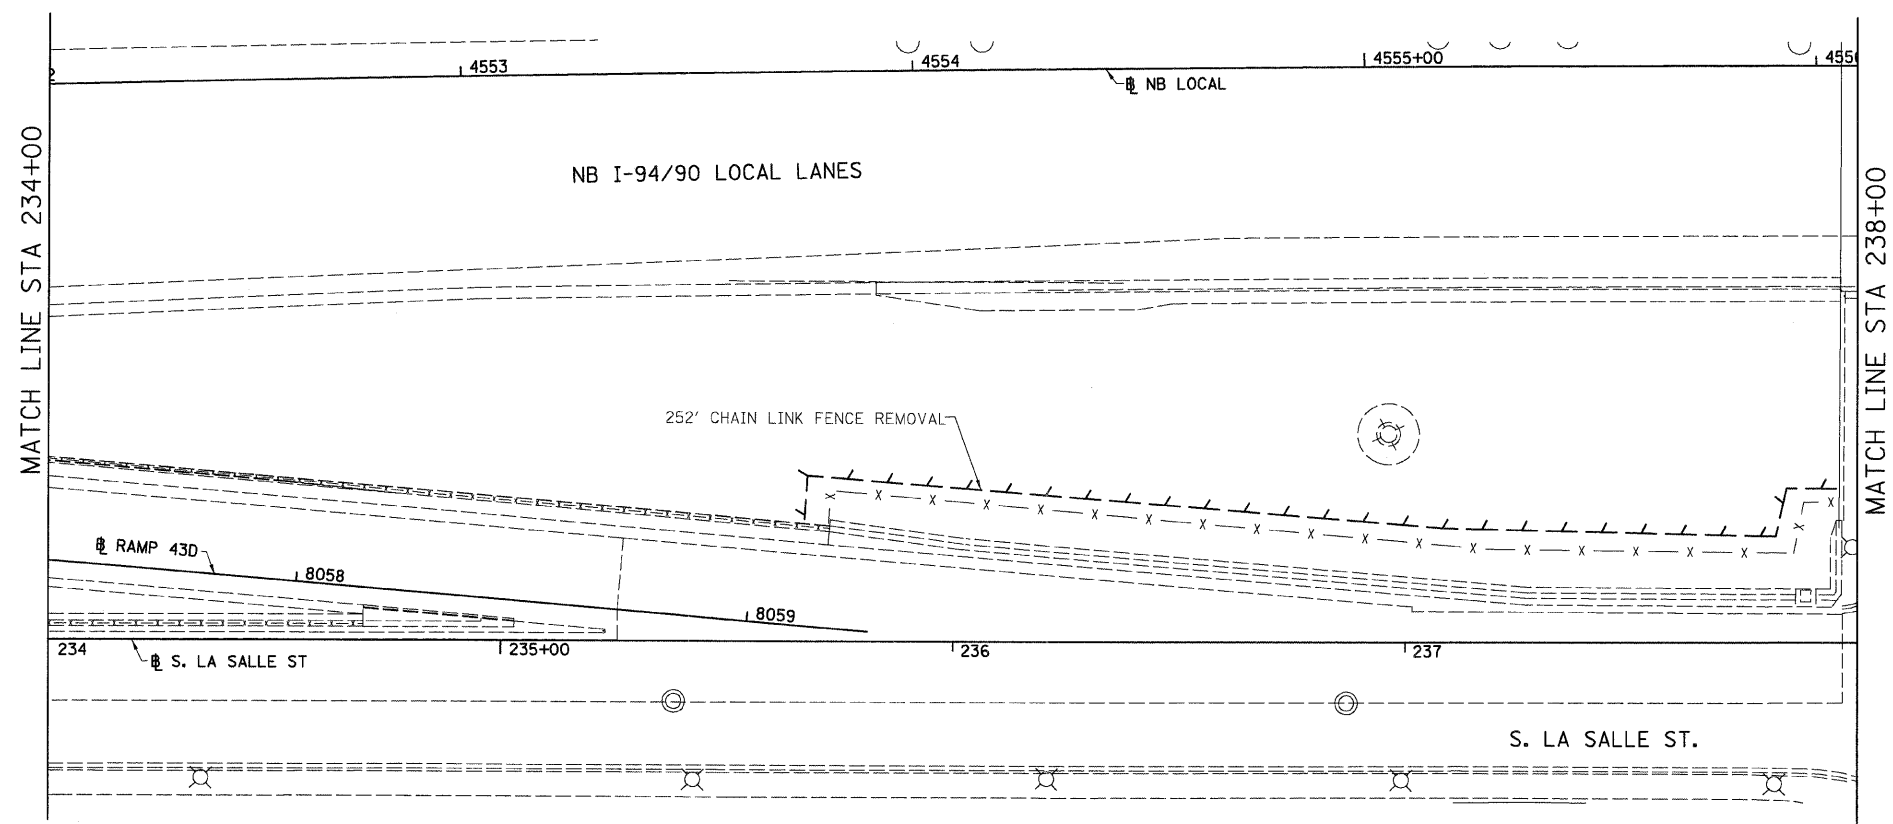 4553
4554
4555+00
455
℄ NB LOCAL
NB I-94/90 LOCAL LANES
MATCH LINE STA 234+00
MATCH LINE STA 238+00
252' CHAIN LINK FENCE REMOVAL
℄ RAMP 43D
8058
8059
234
℄ S. LA SALLE ST
235+00
236
237
S. LA SALLE ST.